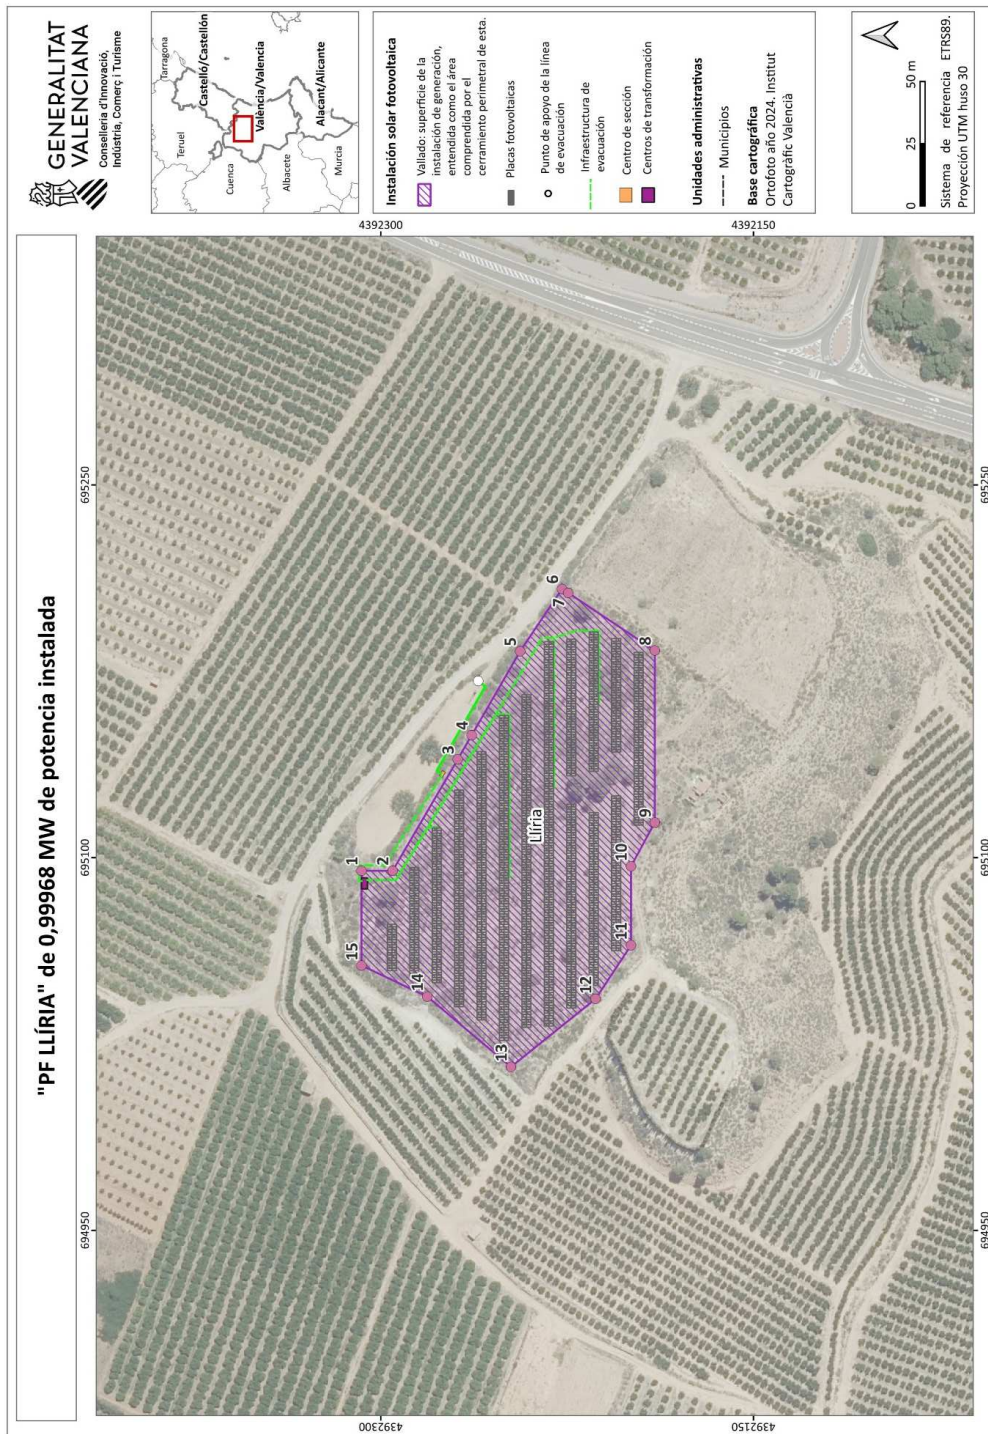 "PF LLÍRIA" de 0,99968 MW de potencia instalada
GENERALITAT
VALENCIANA
Conselleria d'Innovació,
Indústria, Comerç i Turisme
Tarragona
Teruel
Castelló/Castellón
Cuenca
València/Valencia
Albacete
Alacant/Alicante
Murcia
Instalación solar fotovoltaica
Vallado: superficie de la
instalación de generación,
entendida como el área
comprendida por el
cerramiento perimetral de esta.
Placas fotovoltaicas
Punto de apoyo de la línea
de evacuación
Infraestructura de
evacuación
Centro de sección
Centros de transformación
Unidades administrativas
Municipios
Base cartográfica
Ortofoto año 2024. Institut
Cartogràfic Valencià
0 25 50 m
Sistema de referencia ETRS89.
Proyección UTM huso 30
694950
695100
695250
4392300
4392300
4392150
4392150
694950
695100
695250
15
1
2
14
3
4
13
5
Llíria
6
7
12
11
10
9
8